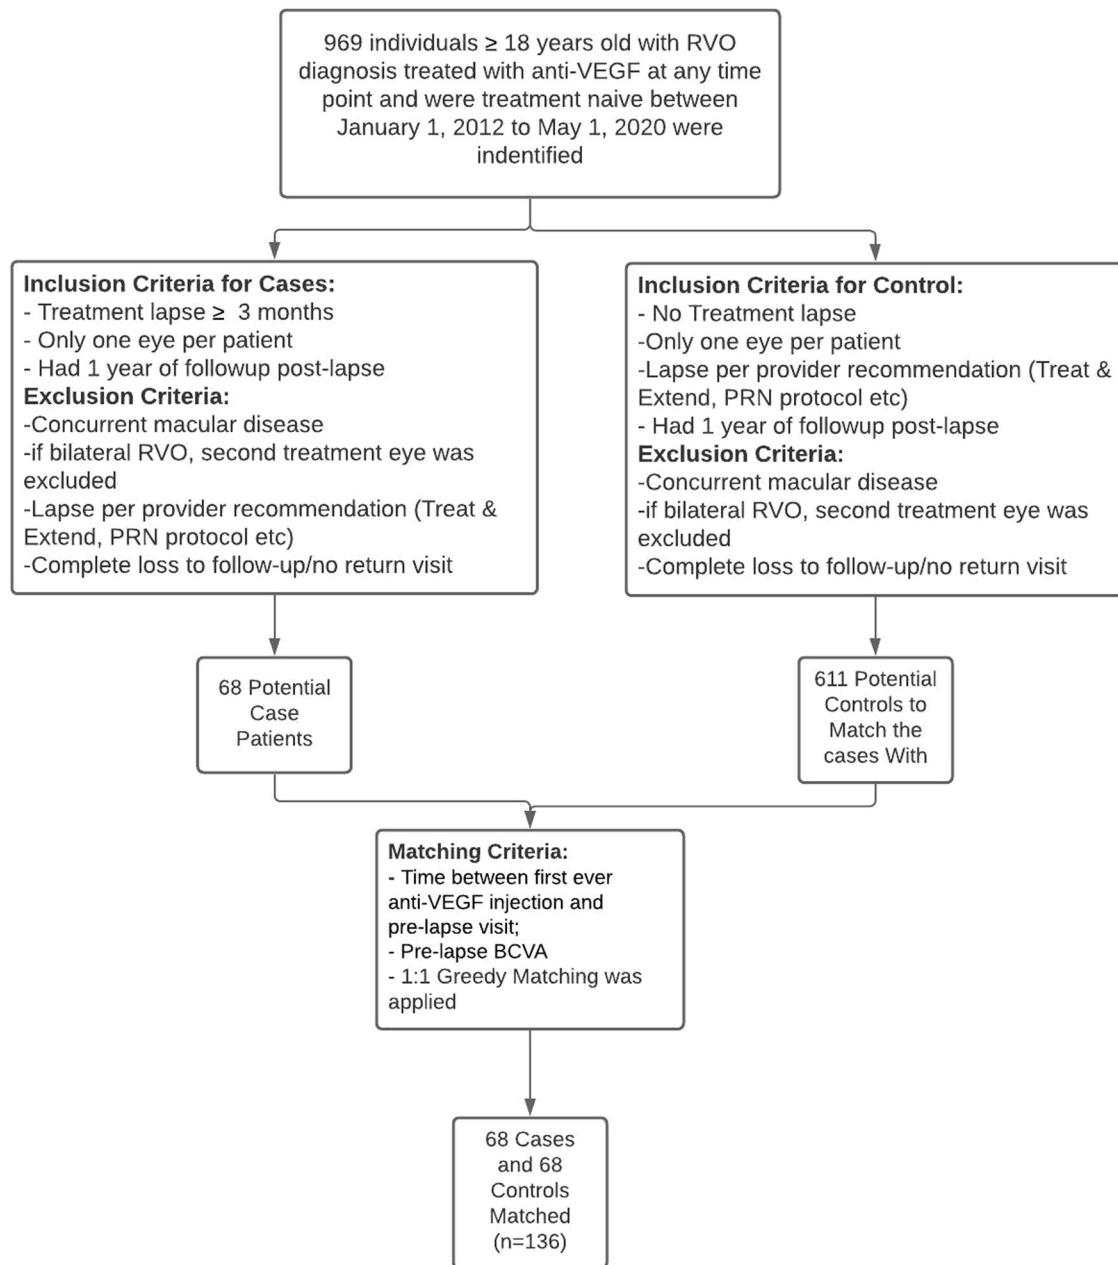 969 individuals ≥ 18 years old with RVO
diagnosis treated with anti-VEGF at any time
point and were treatment naive between
January 1, 2012 to May 1, 2020 were
indentified
Inclusion Criteria for Cases:
- Treatment lapse ≥ 3 months
- Only one eye per patient
- Had 1 year of followup post-lapse
Exclusion Criteria:
-Concurrent macular disease
-if bilateral RVO, second treatment eye was
excluded
-Lapse per provider recommendation (Treat &
Extend, PRN protocol etc)
-Complete loss to follow-up/no return visit
Inclusion Criteria for Control:
- No Treatment lapse
-Only one eye per patient
-Lapse per provider recommendation (Treat &
Extend, PRN protocol etc)
- Had 1 year of followup post-lapse
Exclusion Criteria:
-Concurrent macular disease
-if bilateral RVO, second treatment eye was
excluded
-Complete loss to follow-up/no return visit
68 Potential
Case
Patients
611 Potential
Controls to
Match the
cases With
Matching Criteria:
- Time between first ever
anti-VEGF injection and
pre-lapse visit;
- Pre-lapse BCVA
- 1:1 Greedy Matching was
applied
68 Cases
and 68
Controls
Matched
(n=136)